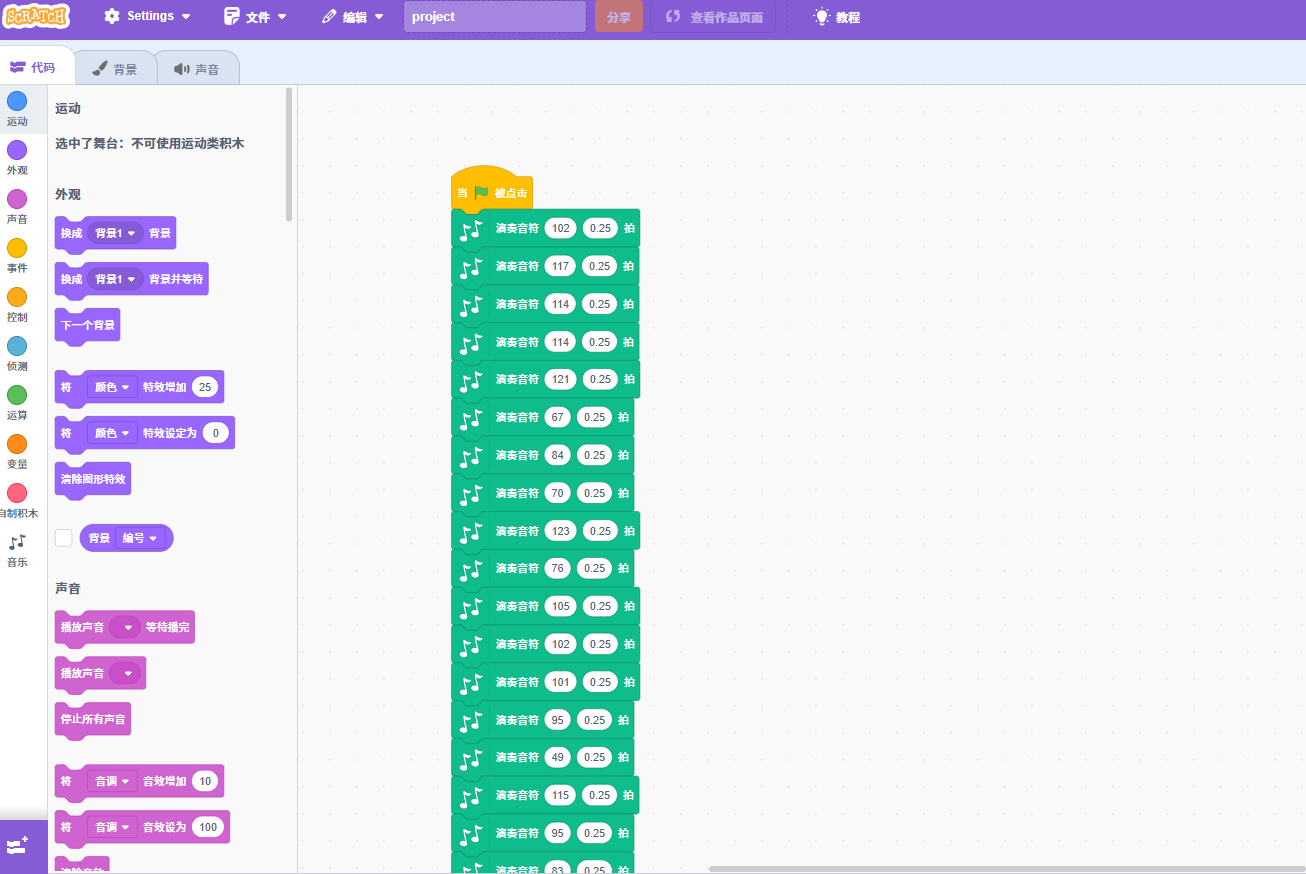 SCRATCH Settings 文件 编辑 project 分享 查看作品页面 教程
代码 背景 声音
运动
外观
声音
事件
控制
侦测
运算
变量
自制积木
音乐
运动
选中了舞台：不可使用运动类积木
外观
换成 背景1 背景
换成 背景1 背景并等待
下一个背景
将 颜色 特效增加 25
将 颜色 特效设定为 0
清除图形特效
背景 编号
声音
播放声音 等待播完
播放声音
停止所有声音
将 音调 音效增加 10
将 音调 音效设为 100
当 被点击
演奏音符 102 0.25 拍
演奏音符 117 0.25 拍
演奏音符 114 0.25 拍
演奏音符 114 0.25 拍
演奏音符 121 0.25 拍
演奏音符 67 0.25 拍
演奏音符 84 0.25 拍
演奏音符 70 0.25 拍
演奏音符 123 0.25 拍
演奏音符 76 0.25 拍
演奏音符 105 0.25 拍
演奏音符 102 0.25 拍
演奏音符 101 0.25 拍
演奏音符 95 0.25 拍
演奏音符 49 0.25 拍
演奏音符 115 0.25 拍
演奏音符 95 0.25 拍
演奏音符 83 0.25 拍